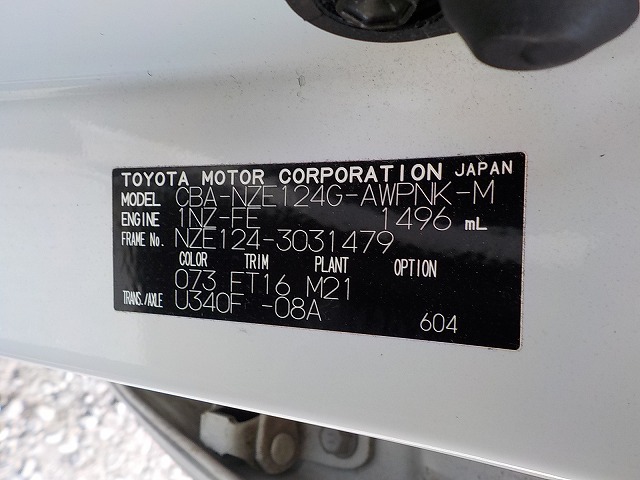 TOYOTA MOTOR CORPORATION JAPAN
MODEL CBA-NZE124G-AWPNK-M
ENGINE 1NZ-FE 1496 mL
FRAME No. NZE124-3031479
COLOR TRIM PLANT OPTION
073 FT16 M21
TRANS./AXLE U340F -08A
604